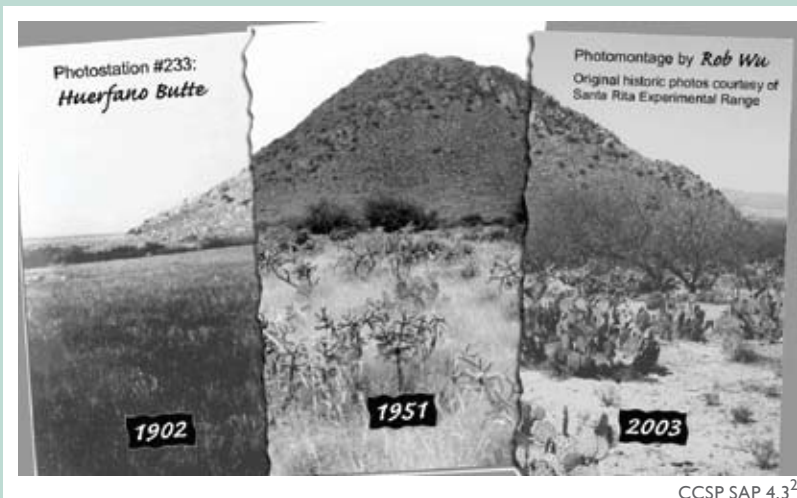 Photostation #233:
Huerfano Butte
Photomontage by Rob Wu
Original historic photos courtesy of
Santa Rita Experimental Range
1902
1951
2003
CCSP SAP 4.3²